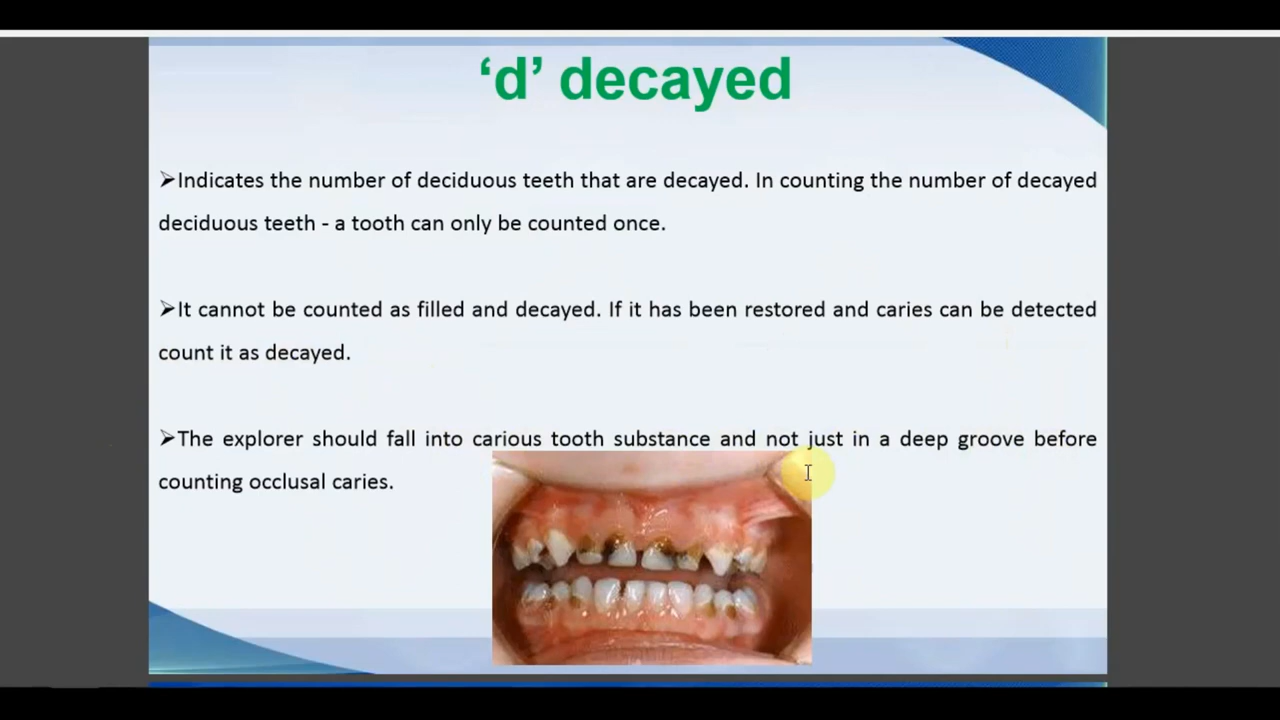 ‘d’ decayed
➢Indicates the number of deciduous teeth that are decayed. In counting the number of decayed
deciduous teeth - a tooth can only be counted once.
➢It cannot be counted as filled and decayed. If it has been restored and caries can be detected
count it as decayed.
➢The explorer should fall into carious tooth substance and not just in a deep groove before
counting occlusal caries.